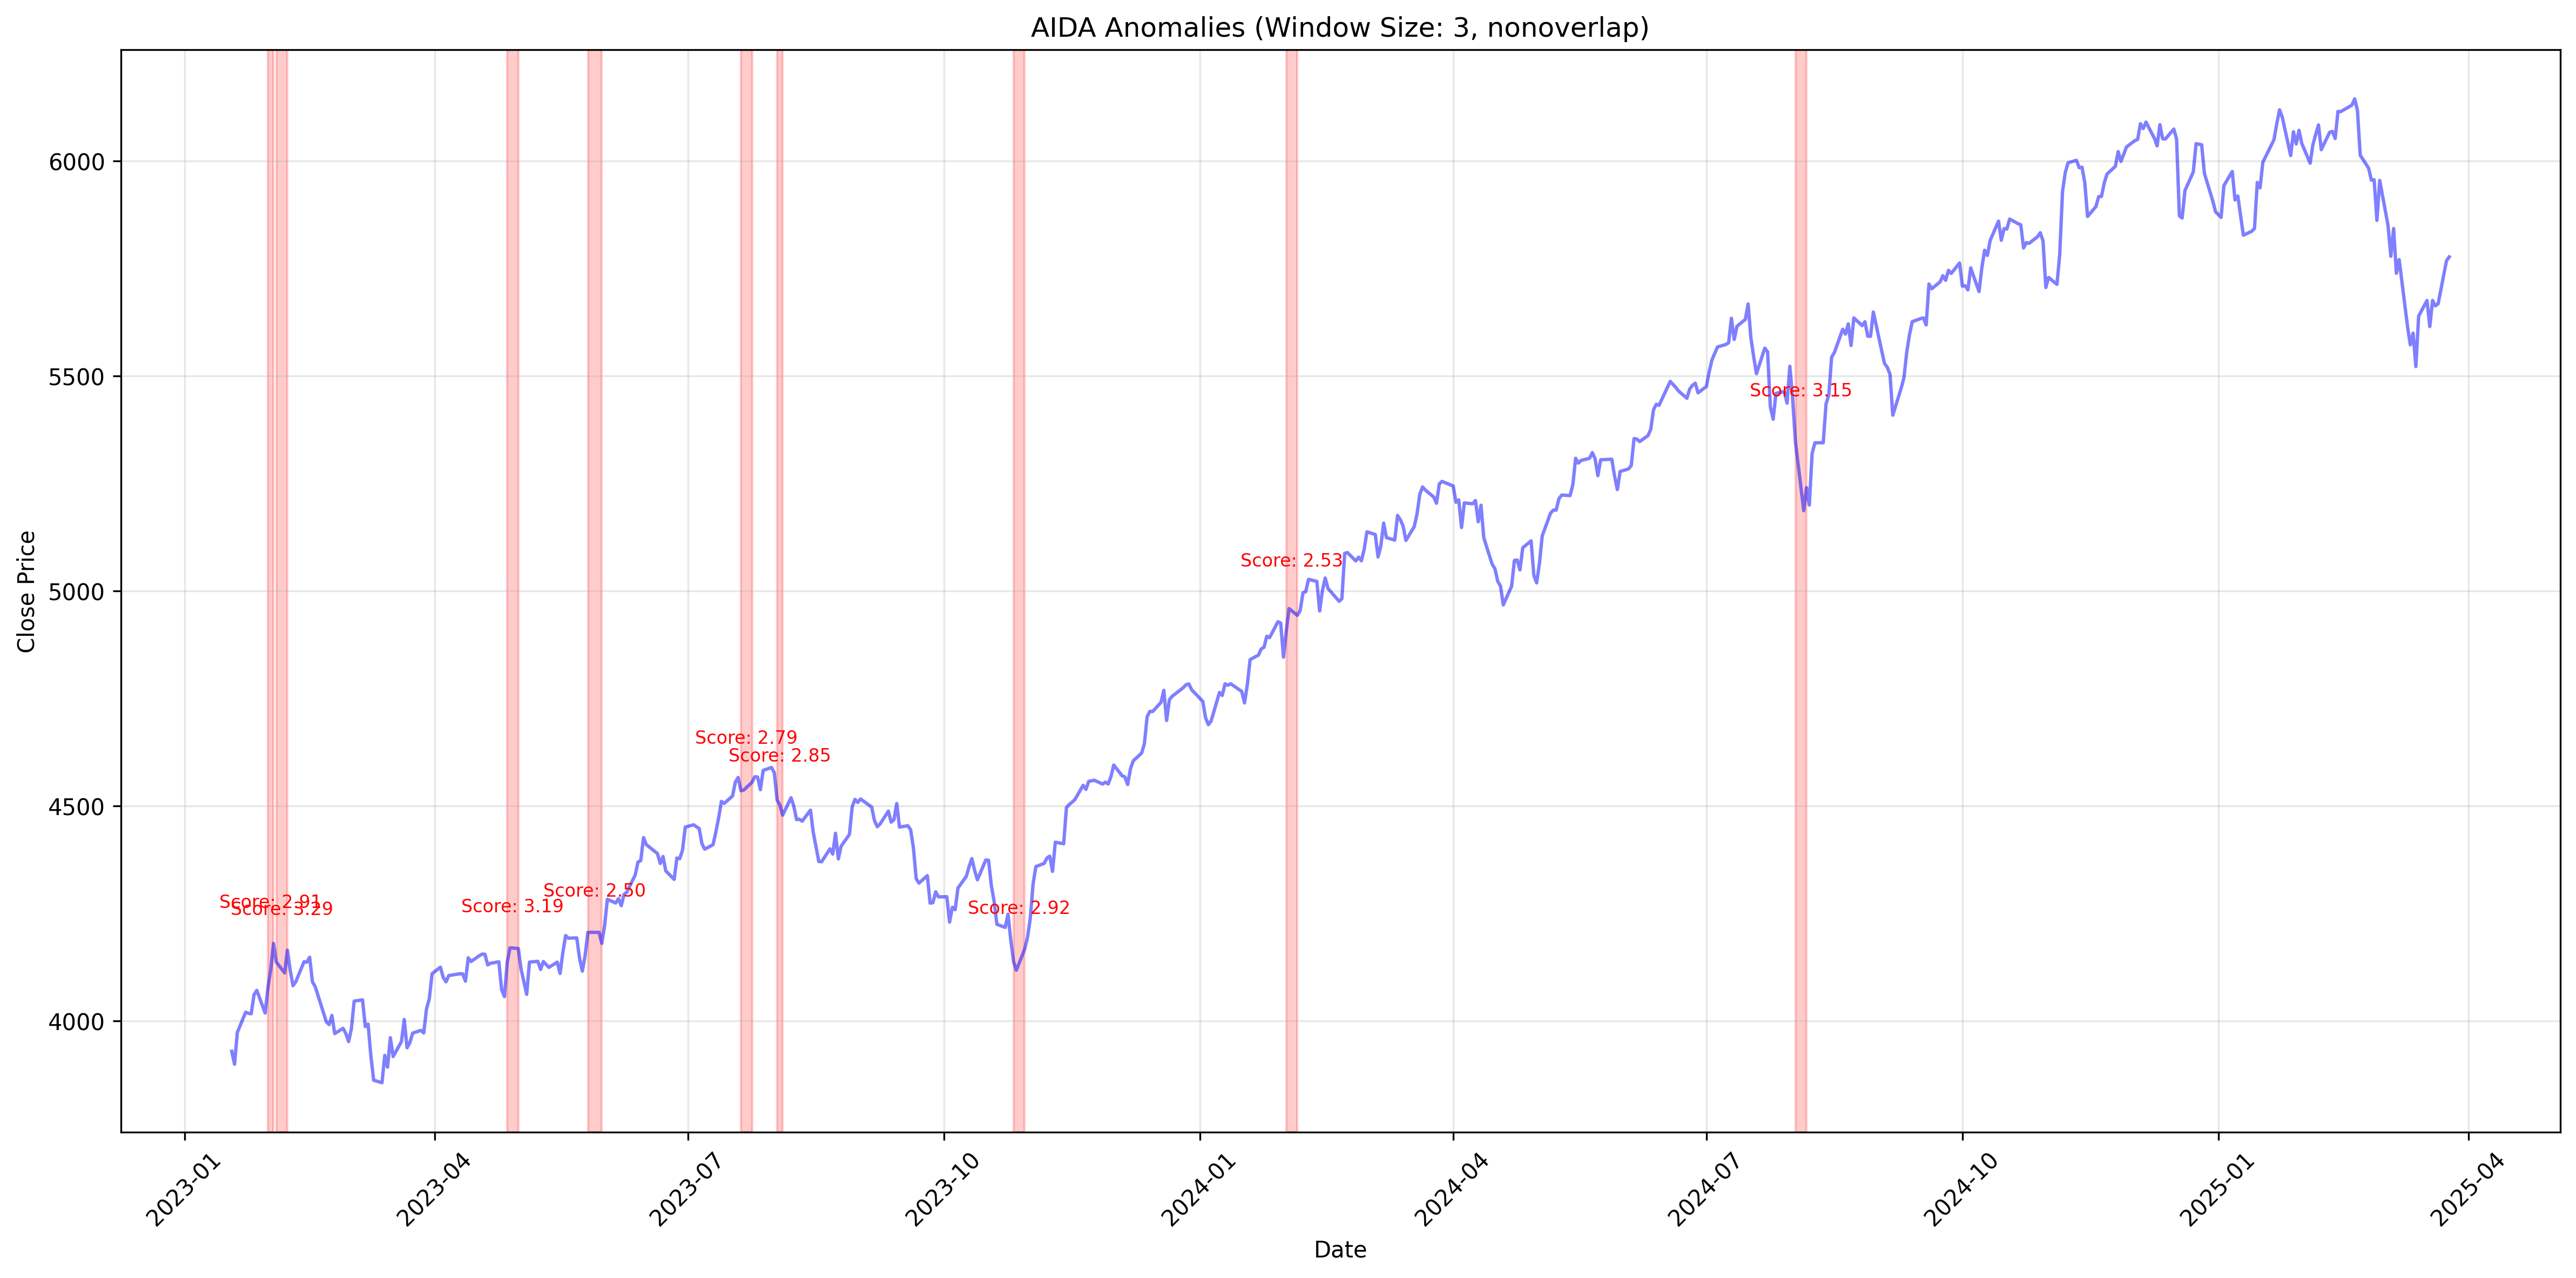 AIDA Anomalies (Window Size: 3, nonoverlap)
Close Price
6000
5500
5000
4500
4000
Score: 2.91
Score: 3.29
Score: 3.19
Score: 2.50
Score: 2.79
Score: 2.85
Score: 2.92
Score: 2.53
Score: 3.15
2023-01
2023-04
2023-07
2023-10
2024-01
2024-04
2024-07
2024-10
2025-01
2025-04
Date